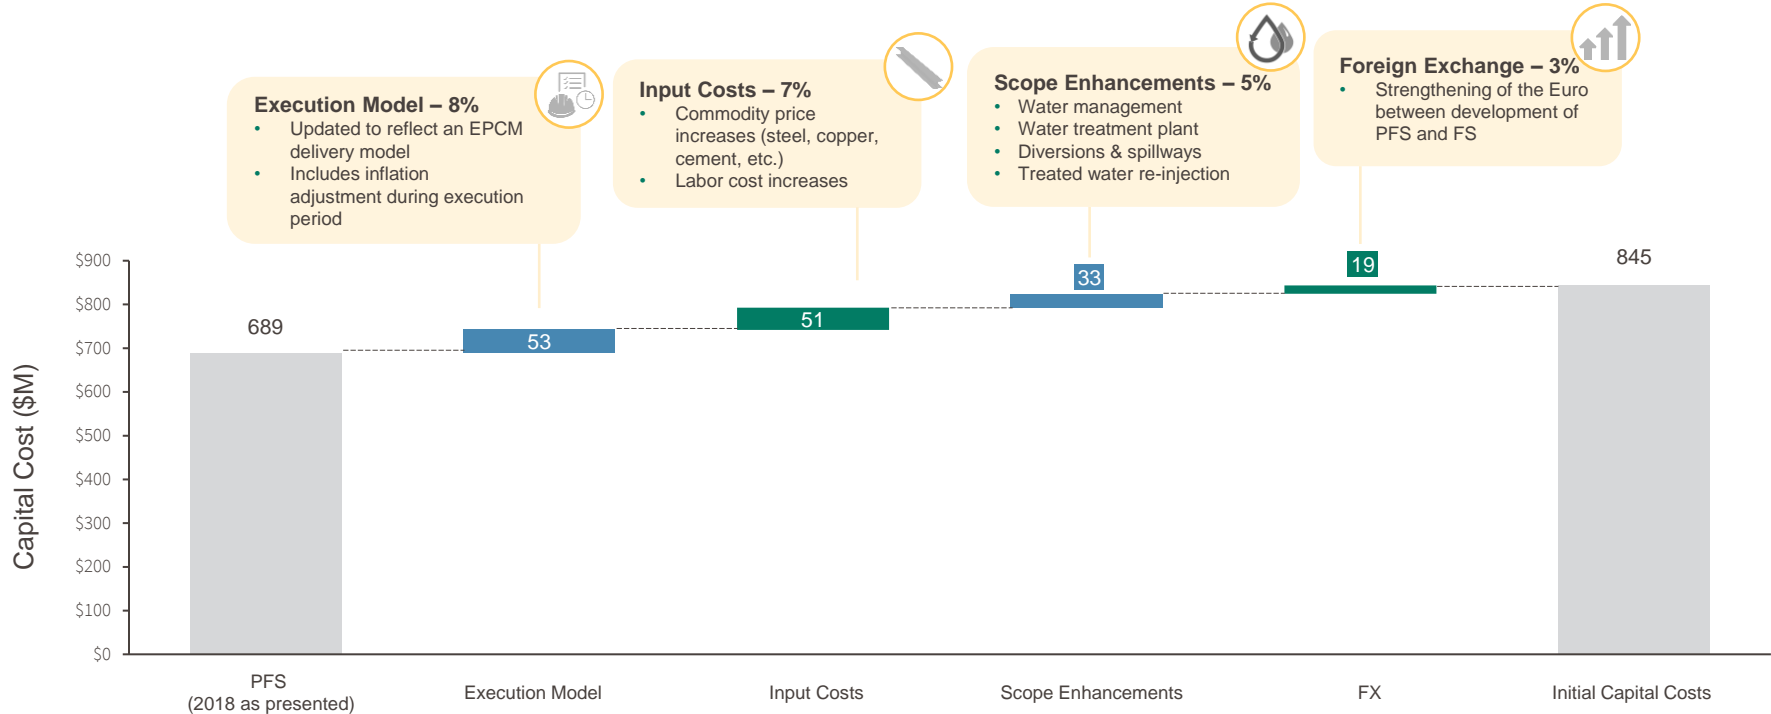 Execution Model – 8%
• Updated to reflect an EPCM
delivery model
• Includes inflation
adjustment during execution
period
Input Costs – 7%
• Commodity price
increases (steel, copper,
cement, etc.)
• Labor cost increases
Scope Enhancements – 5%
• Water management
• Water treatment plant
• Diversions & spillways
• Treated water re-injection
Foreign Exchange – 3%
• Strengthening of the Euro
between development of
PFS and FS
Capital Cost ($M)
$900
$800
$700
$600
$500
$400
$300
$200
$100
$0
689
53
51
33
19
845
PFS
(2018 as presented)
Execution Model
Input Costs
Scope Enhancements
FX
Initial Capital Costs